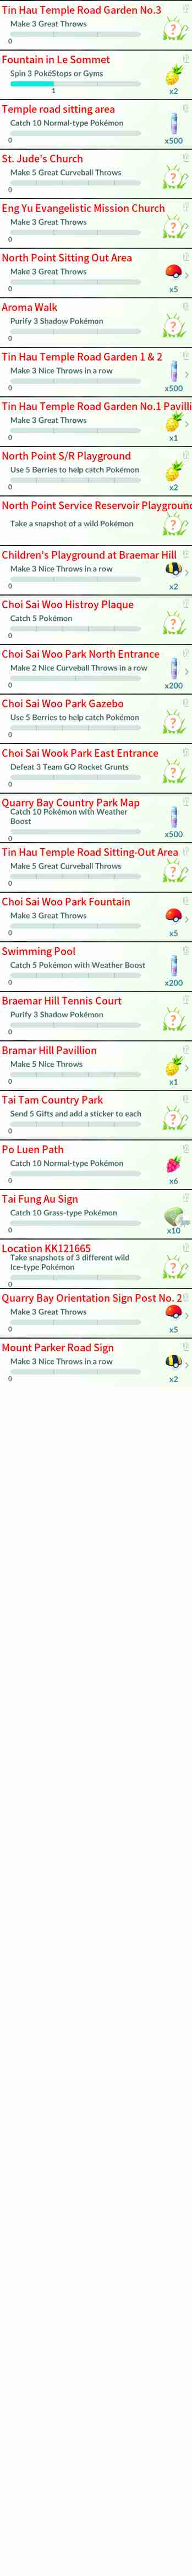 Tin Hau Temple Road Garden No.3
Make 3 Great Throws
?
0
Fountain in Le Sommet
Spin 3 PokéStops or Gyms
1
x2
Temple road sitting area
Catch 10 Normal-type Pokémon
0
x500
St. Jude's Church
Make 5 Great Curveball Throws
?
0
Eng Yu Evangelistic Mission Church
Make 3 Great Throws
?
0
North Point Sitting Out Area
Make 3 Great Throws
0
x5
Aroma Walk
Purify 3 Shadow Pokémon
?
0
Tin Hau Temple Road Garden 1 & 2
Make 3 Nice Throws in a row
0
x500
Tin Hau Temple Road Garden No.1 Pavilli
Make 3 Great Throws
0
x1
North Point S/R Playground
Use 5 Berries to help catch Pokémon
0
x2
North Point Service Reservoir Playground
Take a snapshot of a wild Pokémon
?
Children's Playground at Braemar Hill
Make 3 Nice Throws in a row
0
x2
Choi Sai Woo Histroy Plaque
Catch 5 Pokémon
?
0
Choi Sai Woo Park North Entrance
Make 2 Nice Curveball Throws in a row
0
x200
Choi Sai Woo Park Gazebo
Use 5 Berries to help catch Pokémon
?
0
Choi Sai Wook Park East Entrance
Defeat 3 Team GO Rocket Grunts
?
0
Quarry Bay Country Park Map
Catch 10 Pokémon with Weather
Boost
0
x500
Tin Hau Temple Road Sitting-Out Area
Make 5 Great Curveball Throws
?
0
Choi Sai Woo Park Fountain
Make 3 Great Throws
0
x5
Swimming Pool
Catch 5 Pokémon with Weather Boost
0
x200
Braemar Hill Tennis Court
Purify 3 Shadow Pokémon
?
0
Bramar Hill Pavillion
Make 5 Nice Throws
0
x1
Tai Tam Country Park
Send 5 Gifts and add a sticker to each
?
0
Po Luen Path
Catch 10 Normal-type Pokémon
0
x6
Tai Fung Au Sign
Catch 10 Grass-type Pokémon
0
x10
Location KK121665
Take snapshots of 3 different wild
Ice-type Pokémon
?
0
Quarry Bay Orientation Sign Post No. 2
Make 3 Great Throws
0
x5
Mount Parker Road Sign
Make 3 Nice Throws in a row
0
x2